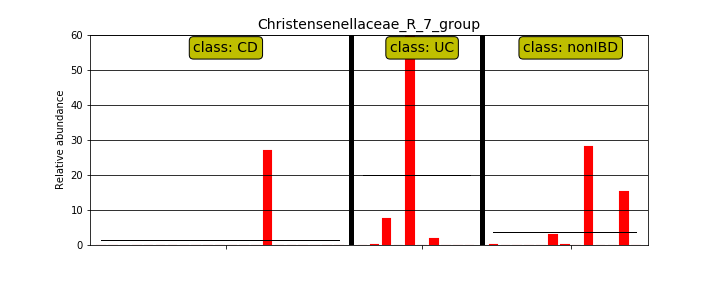 Christensenellaceae_R_7_group
class: CD
class: UC
class: nonIBD
Relative abundance
60
50
40
30
20
10
0